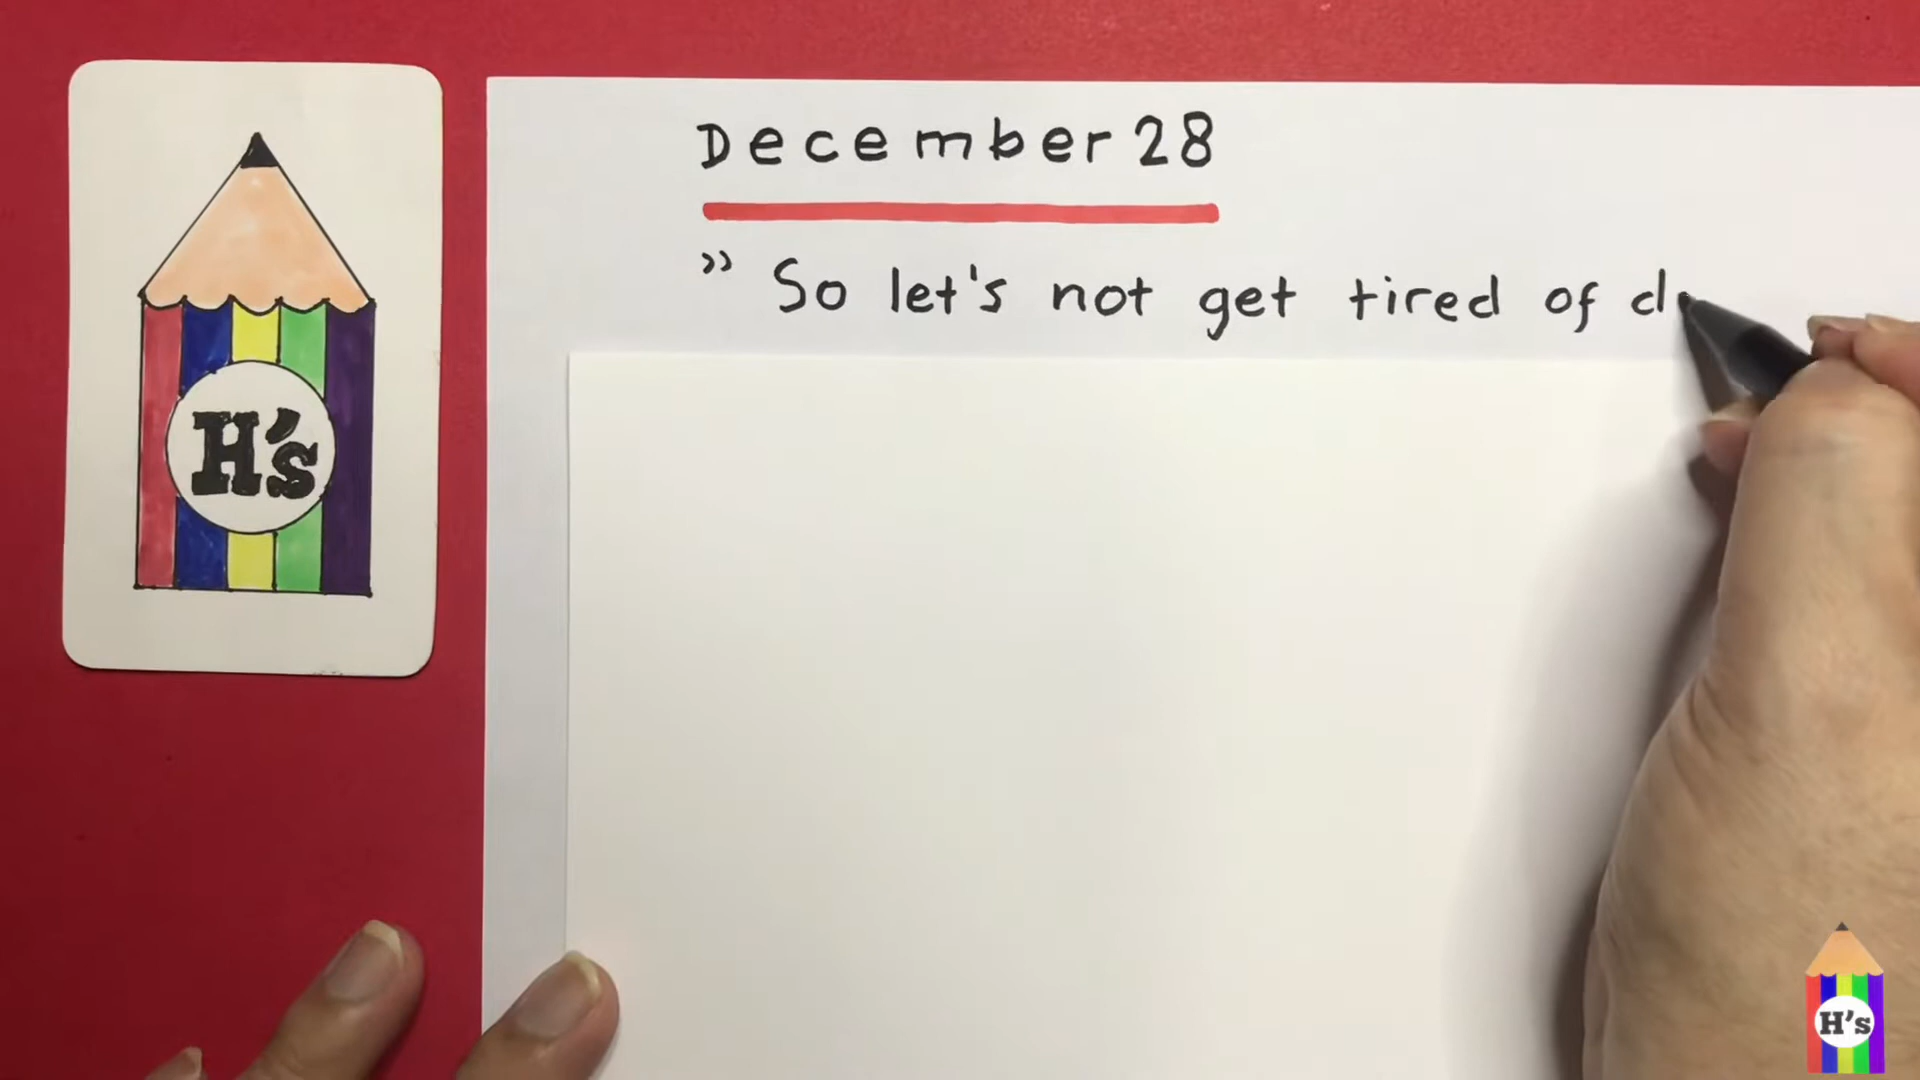 December 28
” So let's not get tired of d
H's
H's